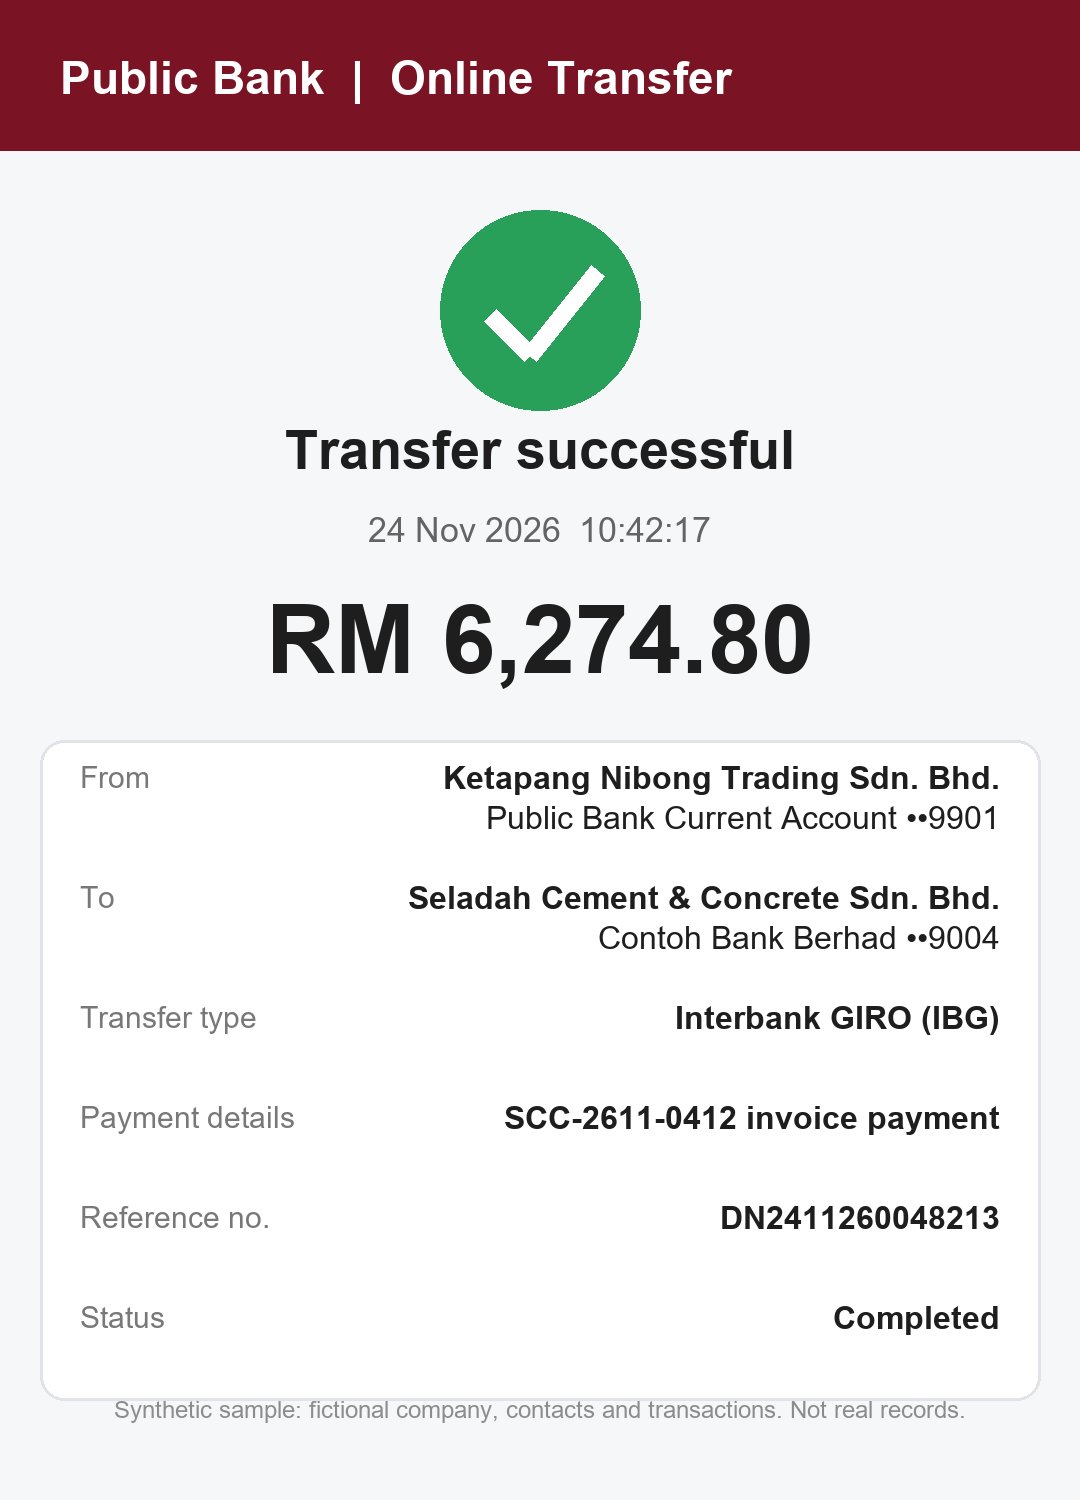 Public Bank | Online Transfer
Transfer successful
24 Nov 2026 10:42:17
RM 6,274.80
From
Ketapang Nibong Trading Sdn. Bhd.
Public Bank Current Account ••9901
To
Seladah Cement & Concrete Sdn. Bhd.
Contoh Bank Berhad ••9004
Transfer type
Interbank GIRO (IBG)
Payment details
SCC-2611-0412 invoice payment
Reference no.
DN2411260048213
Status
Completed
Synthetic sample: fictional company, contacts and transactions. Not real records.